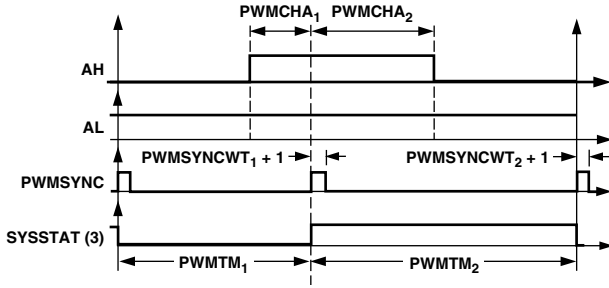 PWMCHA1 PWMCHA2
AH
AL
PWMSYNCWT1 + 1 PWMSYNCWT2 + 1
PWMSYNC
SYSSTAT (3)
PWMTM1 PWMTM2